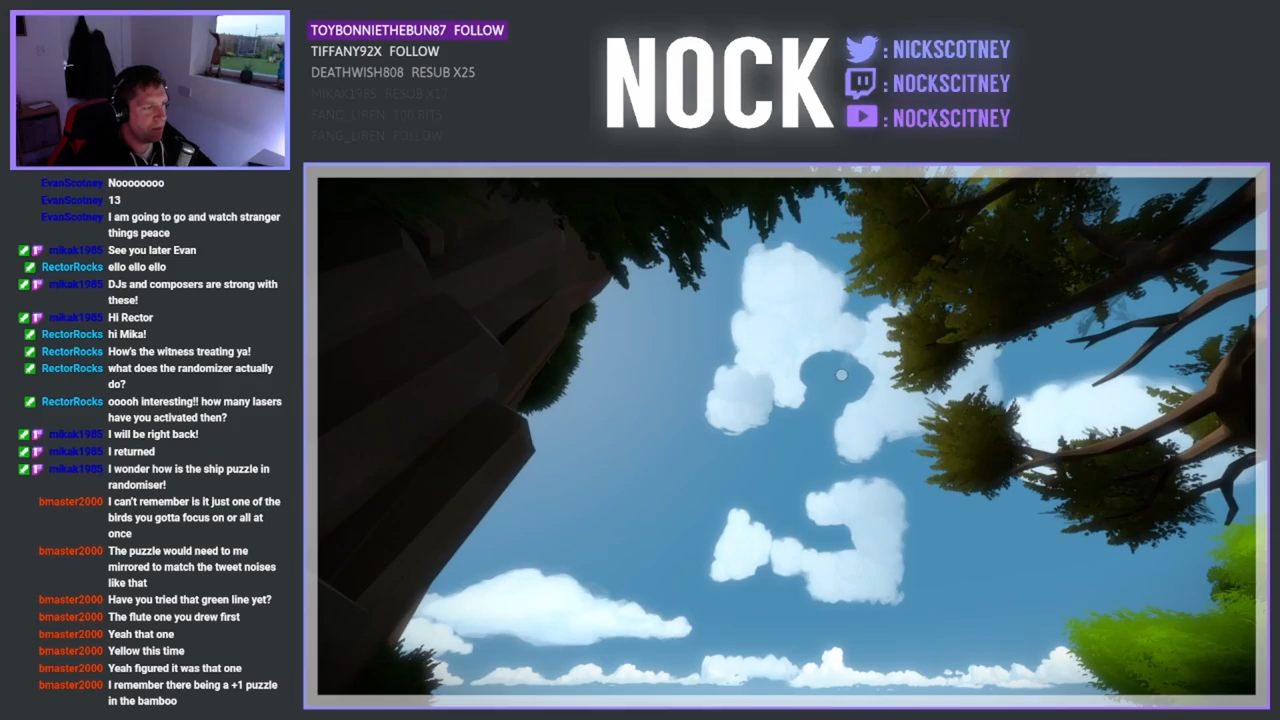 TOYBONNIETHEBUN87 FOLLOW
TIFFANY92X FOLLOW
DEATHWISH808 RESUB X25
MIKAK1985 RESUB X17
FANG_LIREN 100 BITS
FANG_LIREN FOLLOW
NOCK
: NICKSCOTNEY
: NOCKSCITNEY
: NOCKSCITNEY
EvanScotney Noooooooo
EvanScotney 13
EvanScotney I am going to go and watch stranger
things peace
mikak1985 See you later Evan
RectorRocks ello ello ello
mikak1985 DJs and composers are strong with
these!
mikak1985 Hi Rector
RectorRocks hi Mika!
RectorRocks How's the witness treating ya!
RectorRocks what does the randomizer actually
do?
RectorRocks ooooh interesting!! how many lasers
have you activated then?
mikak1985 I will be right back!
mikak1985 I returned
mikak1985 I wonder how is the ship puzzle in
randomiser!
bmaster2000 I can't remember is it just one of the
birds you gotta focus on or all at
once
bmaster2000 The puzzle would need to me
mirrored to match the tweet noises
like that
bmaster2000 Have you tried that green line yet?
bmaster2000 The flute one you drew first
bmaster2000 Yeah that one
bmaster2000 Yellow this time
bmaster2000 Yeah figured it was that one
bmaster2000 I remember there being a +1 puzzle
in the bamboo